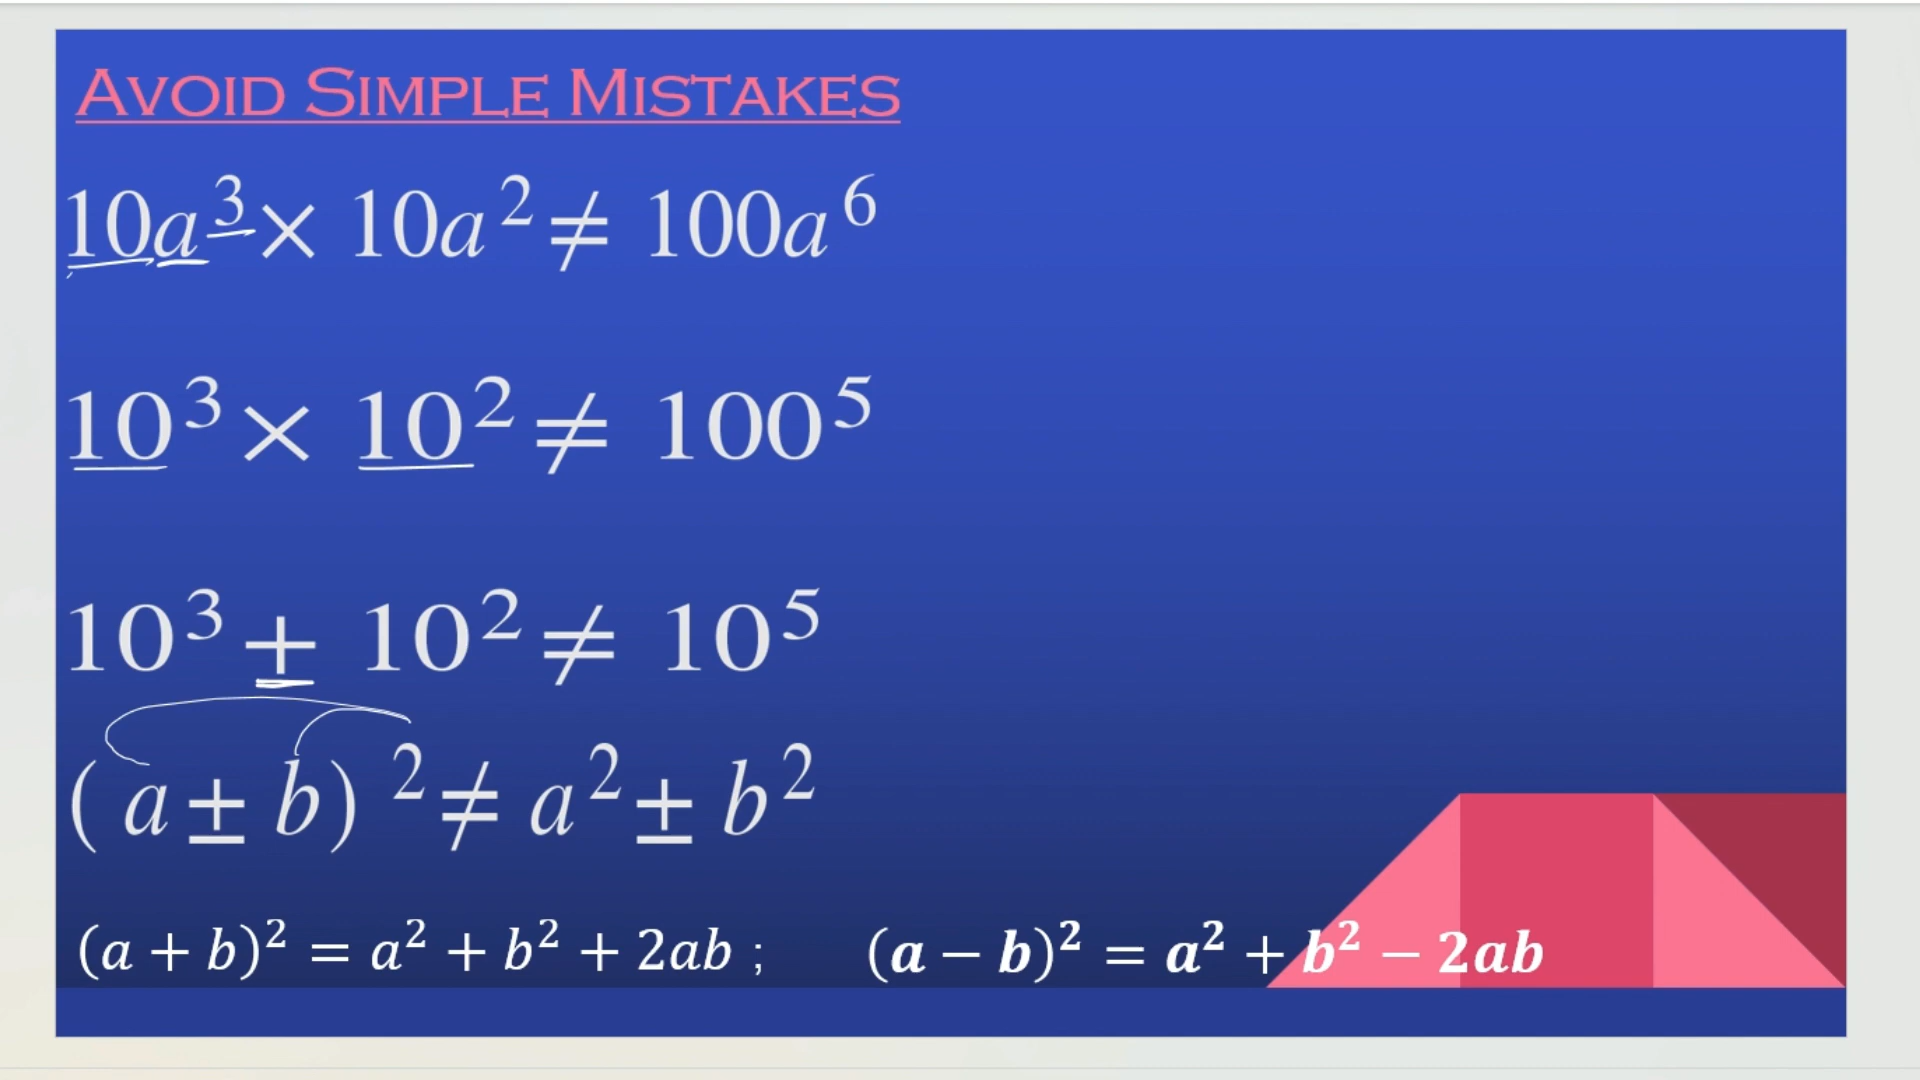 AVOID SIMPLE MISTAKES
10a³ × 10a² ≠ 100a⁶
10³ × 10² ≠ 100⁵
10³ + 10² ≠ 10⁵
( a ± b) ² ≠ a² ± b²
(a + b)² = a² + b² + 2ab ; (a − b)² = a² + b² − 2ab